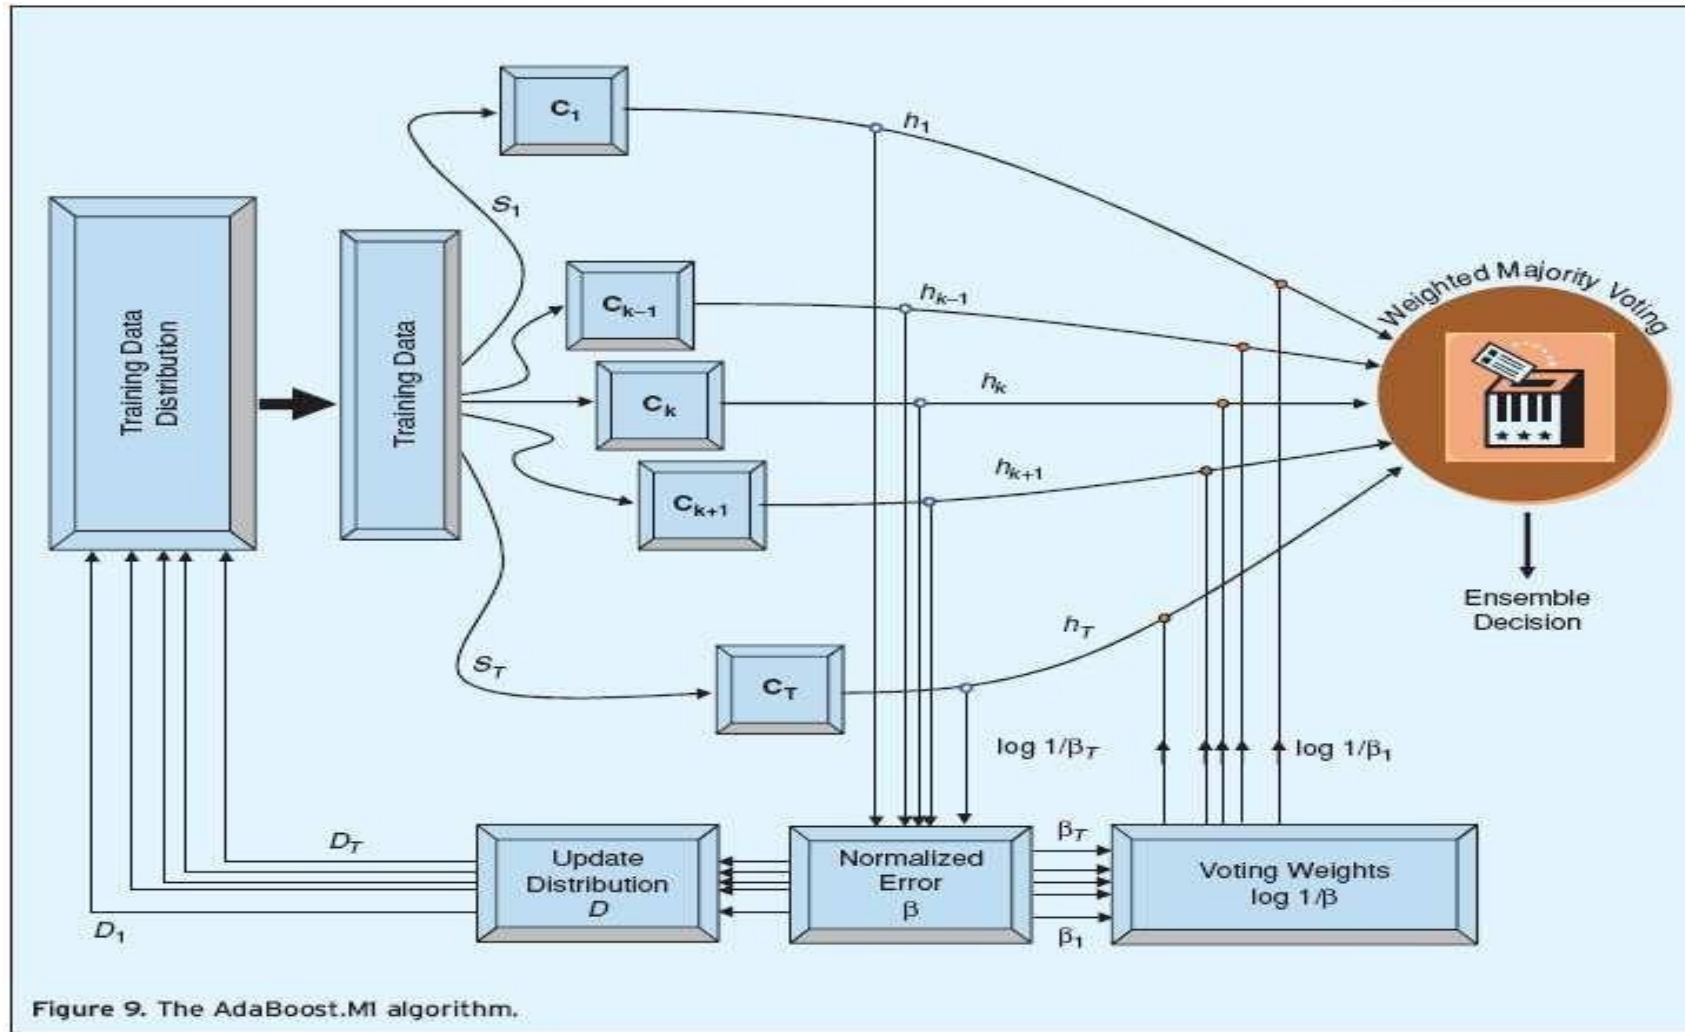 C1
h1
S1
Training Data
Distribution
Training Data
Ck–1
hk–1
Ck
hk
Ck+1
hk+1
Weighted Majority Voting
Ensemble
Decision
hT
ST
CT
log 1/βT
log 1/β1
DT
D1
Update
Distribution
D
Normalized
Error
β
βT
β1
Voting Weights
log 1/β
Figure 9. The AdaBoost.M1 algorithm.